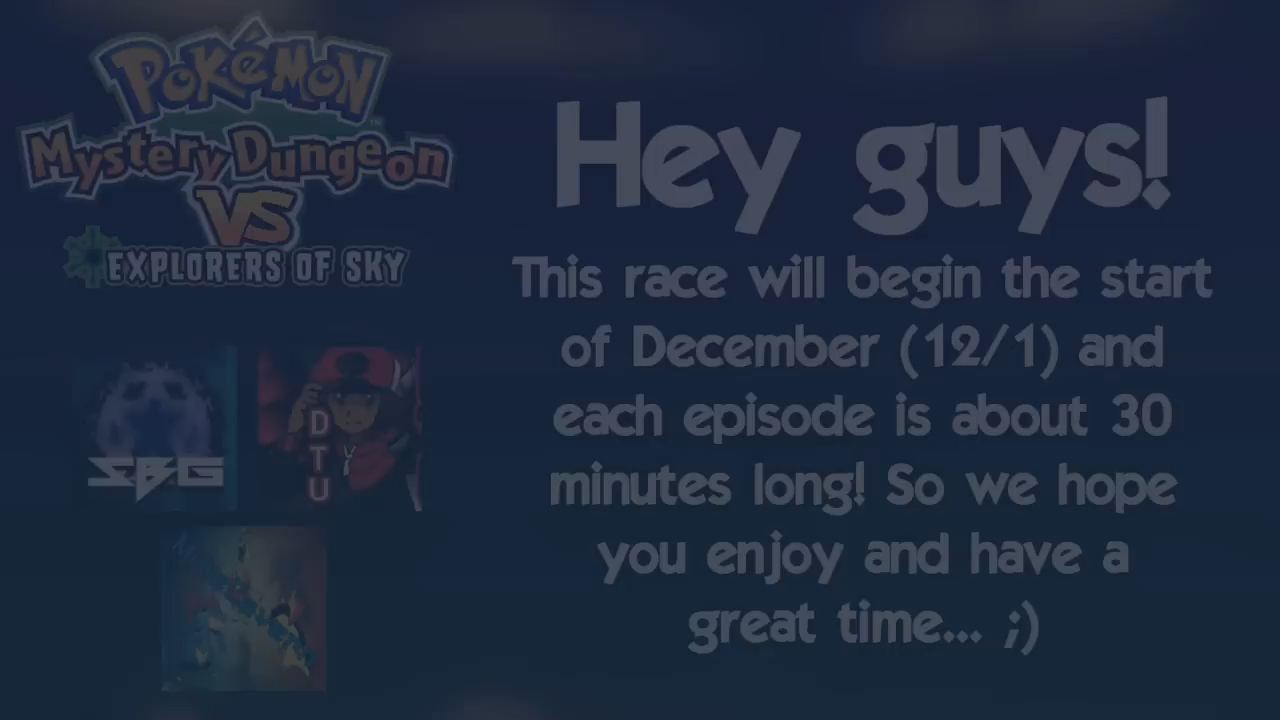 POKéMON
Mystery Dungeon
VS
EXPLORERS OF SKY
SBG
D
T
U
Hey guys!
This race will begin the start
of December (12/1) and
each episode is about 30
minutes long! So we hope
you enjoy and have a
great time... ;)